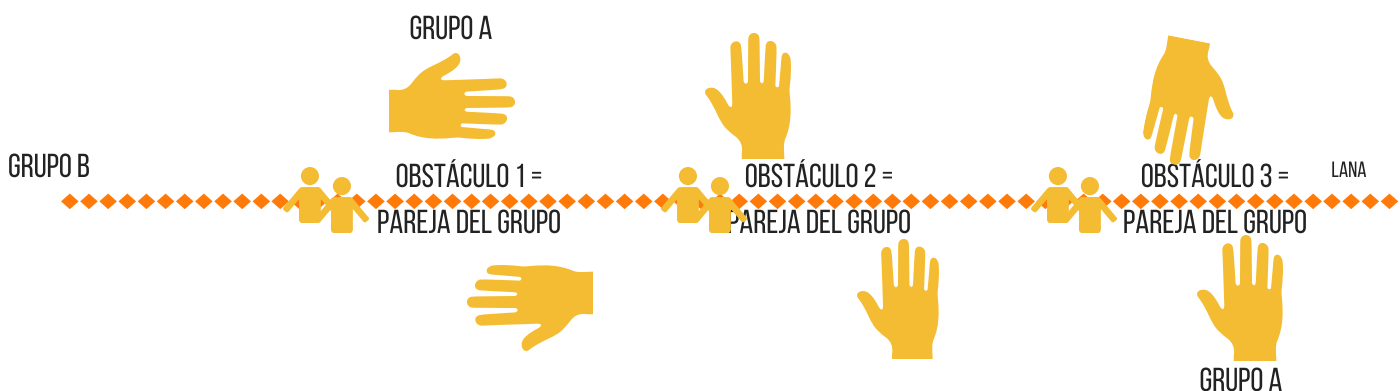 GRUPO A
GRUPO B
OBSTÁCULO 1 =
PAREJA DEL GRUPO
OBSTÁCULO 2 =
PAREJA DEL GRUPO
OBSTÁCULO 3 =
PAREJA DEL GRUPO
LANA
GRUPO A